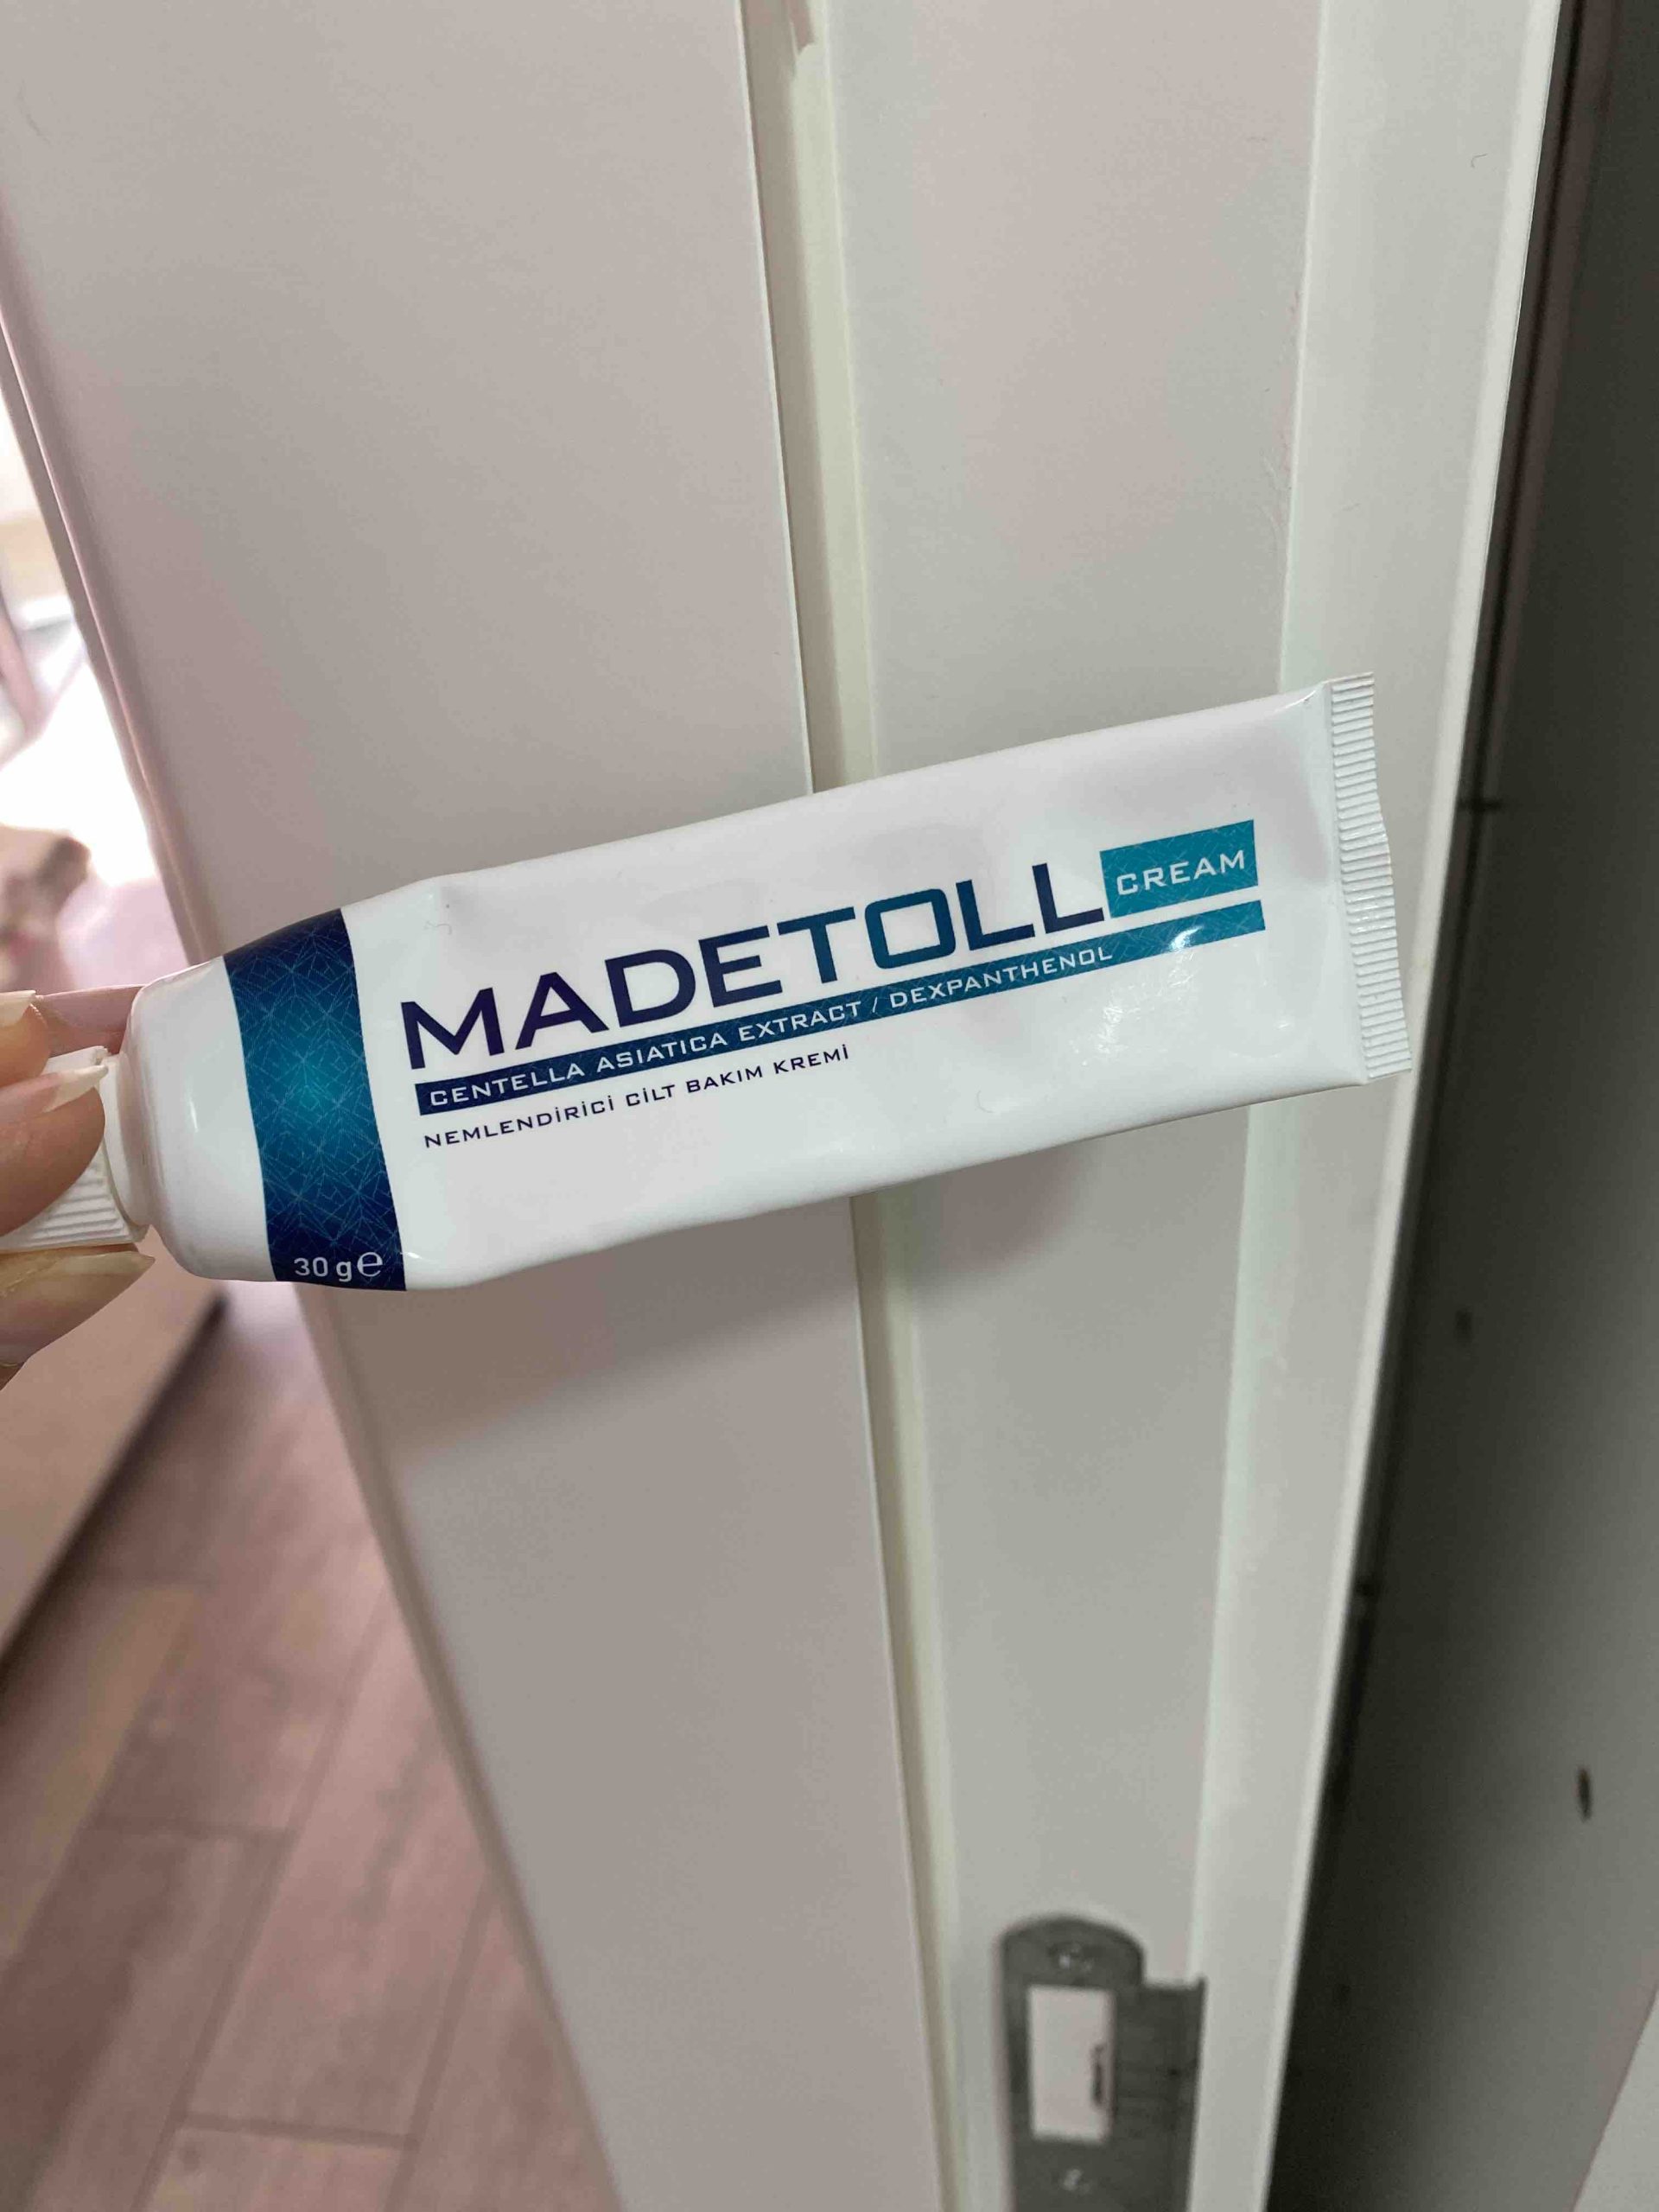 MADETOLL CREAM
CENTELLA ASIATICA EXTRACT / DEXPANTHENOL
NEMLENDİRİCİ CİLT BAKIM KREMİ
30 g℮